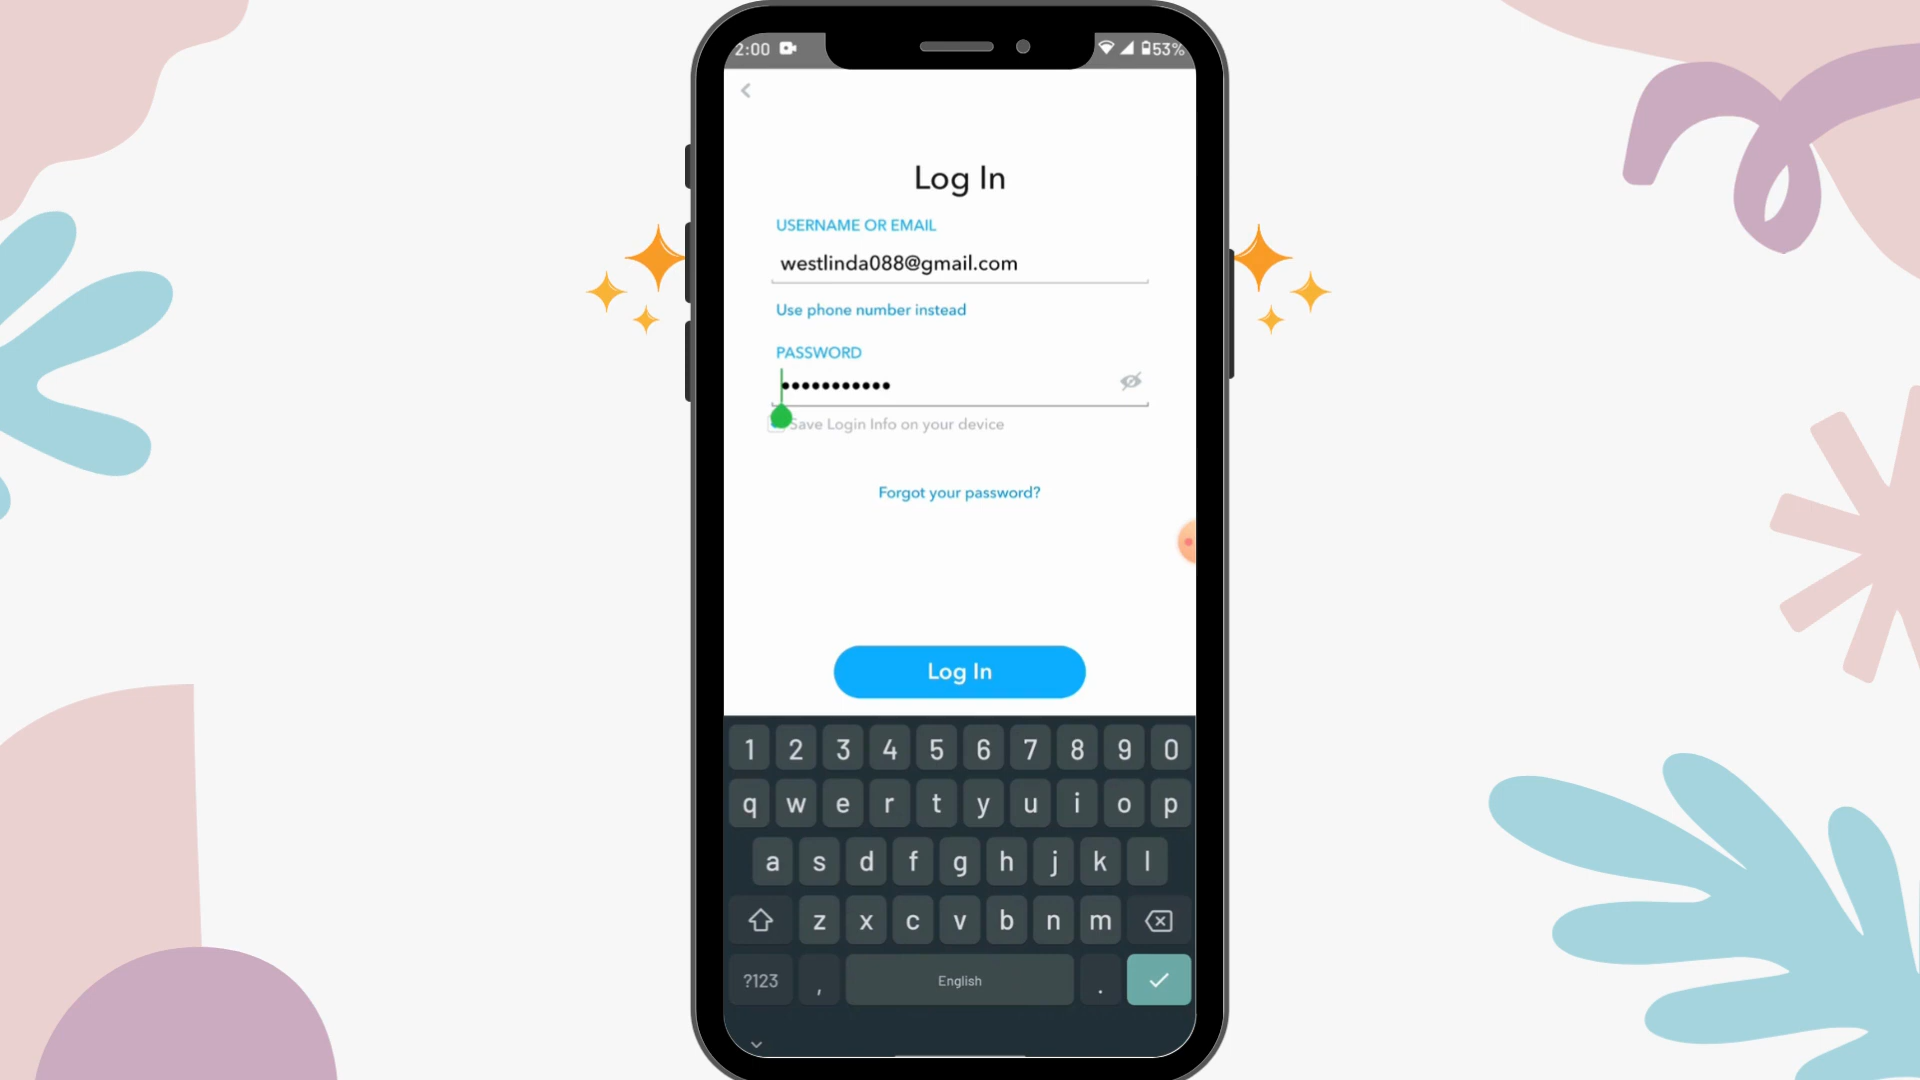 2:00 53%
Log In
USERNAME OR EMAIL
westlinda088@gmail.com
Use phone number instead
PASSWORD
•••••••••••
Save Login Info on your device
Forgot your password?
Log In
1 2 3 4 5 6 7 8 9 0
q w e r t y u i o p
a s d f g h j k l
z x c v b n m
?123 , English .